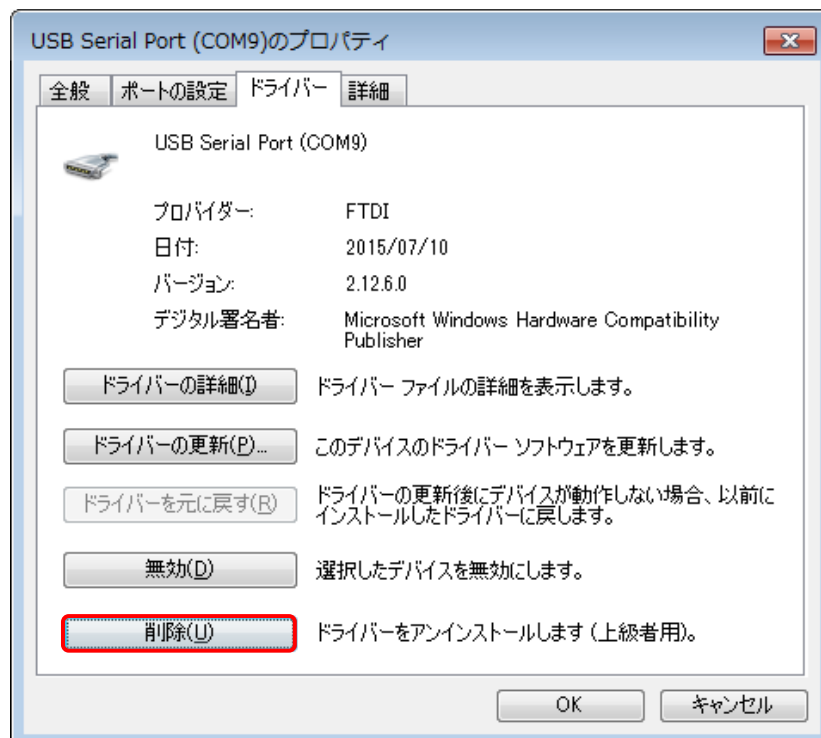 USB Serial Port (COM9)のプロパティ
全般 ポートの設定 ドライバー 詳細
USB Serial Port (COM9)
プロバイダー: FTDI
日付: 2015/07/10
バージョン: 2.12.6.0
デジタル署名者: Microsoft Windows Hardware Compatibility
Publisher
ドライバーの詳細(I) ドライバー ファイルの詳細を表示します。
ドライバーの更新(P)... このデバイスのドライバー ソフトウェアを更新します。
ドライバーを元に戻す(R) ドライバーの更新後にデバイスが動作しない場合、以前に
インストールしたドライバーに戻します。
無効(D) 選択したデバイスを無効にします。
削除(U) ドライバーをアンインストールします (上級者用)。
OK キャンセル